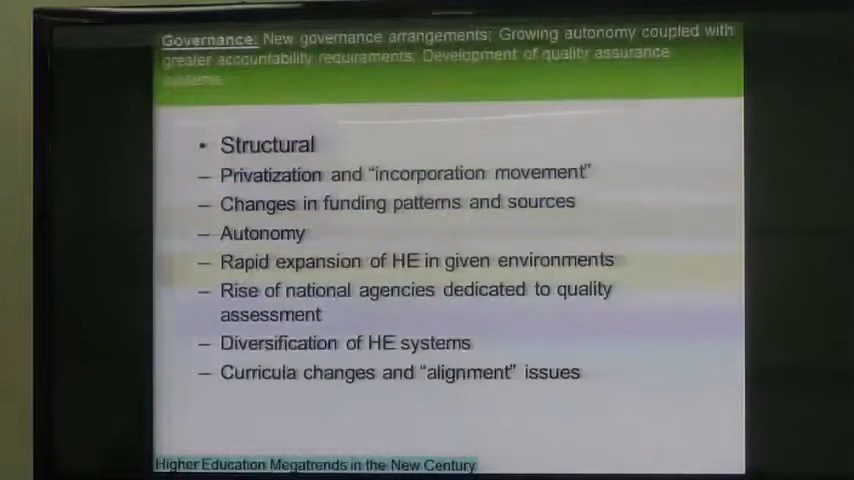 Governance: New governance arrangements; Growing autonomy coupled with
greater accountability requirements; Development of quality assurance
systems
• Structural
– Privatization and “incorporation movement”
– Changes in funding patterns and sources
– Autonomy
– Rapid expansion of HE in given environments
– Rise of national agencies dedicated to quality
assessment
– Diversification of HE systems
– Curricula changes and “alignment” issues
Higher Education Megatrends in the New Century